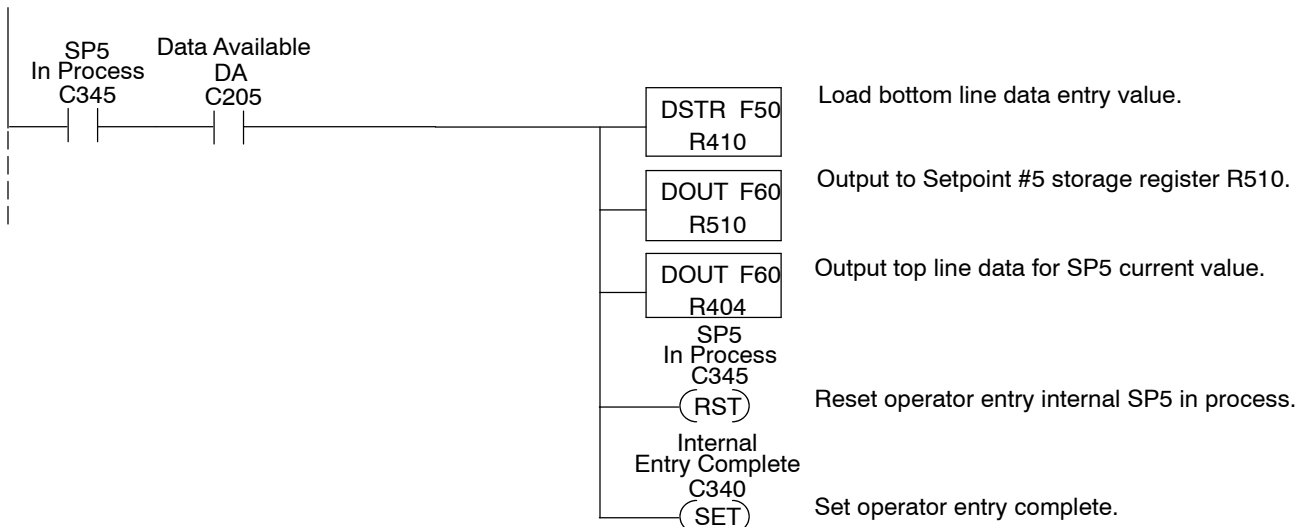 SP5
In Process
C345
Data Available
DA
C205
DSTR F50
R410
Load bottom line data entry value.
DOUT F60
R510
Output to Setpoint #5 storage register R510.
DOUT F60
R404
Output top line data for SP5 current value.
SP5
In Process
C345
RST
Reset operator entry internal SP5 in process.
Internal
Entry Complete
C340
SET
Set operator entry complete.